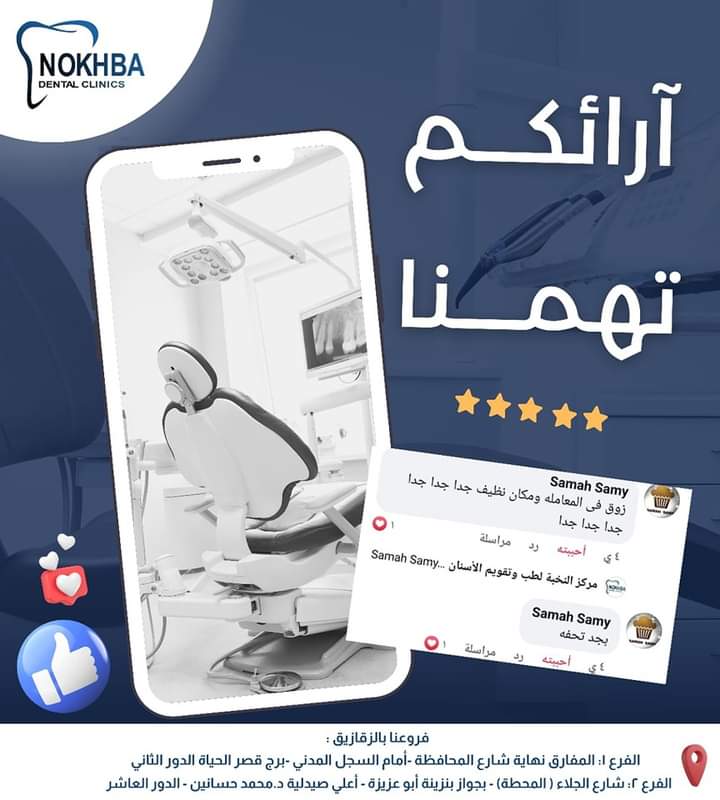 NOKHBA
DENTAL CLINICS
آرائكم
تهمنا
Samah Samy
زوق فى المعامله ومكان نظيف جدا جدا جدا
جدا جدا جدا
٤ ي أحببته رد مراسلة ١
مركز النخبة لطب وتقويم الأسنان ...Samah Samy
Samah Samy
بجد تحفه
٤ ي أحببته رد مراسلة ١
فروعنا بالزقازيق :
الفرع ١: المفارق نهاية شارع المحافظة -أمام السجل المدني -برج قصر الحياة الدور الثاني
الفرع ٢: شارع الجلاء ( المحطة) - بجواز بنزينة أبو عزيزة - أعلي صيدلية د.محمد حسانين - الدور العاشر